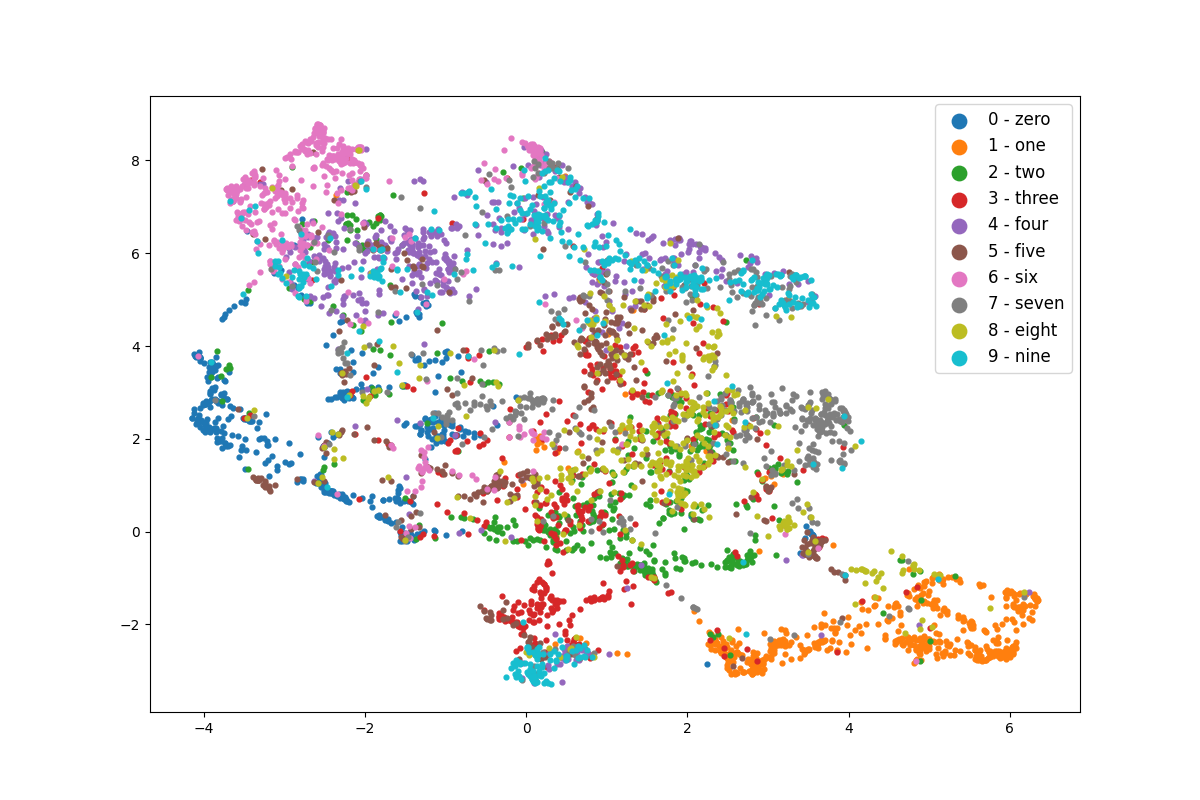 0 - zero
1 - one
2 - two
3 - three
4 - four
5 - five
6 - six
7 - seven
8 - eight
9 - nine
8
6
4
2
0
−2
−4
−2
0
2
4
6